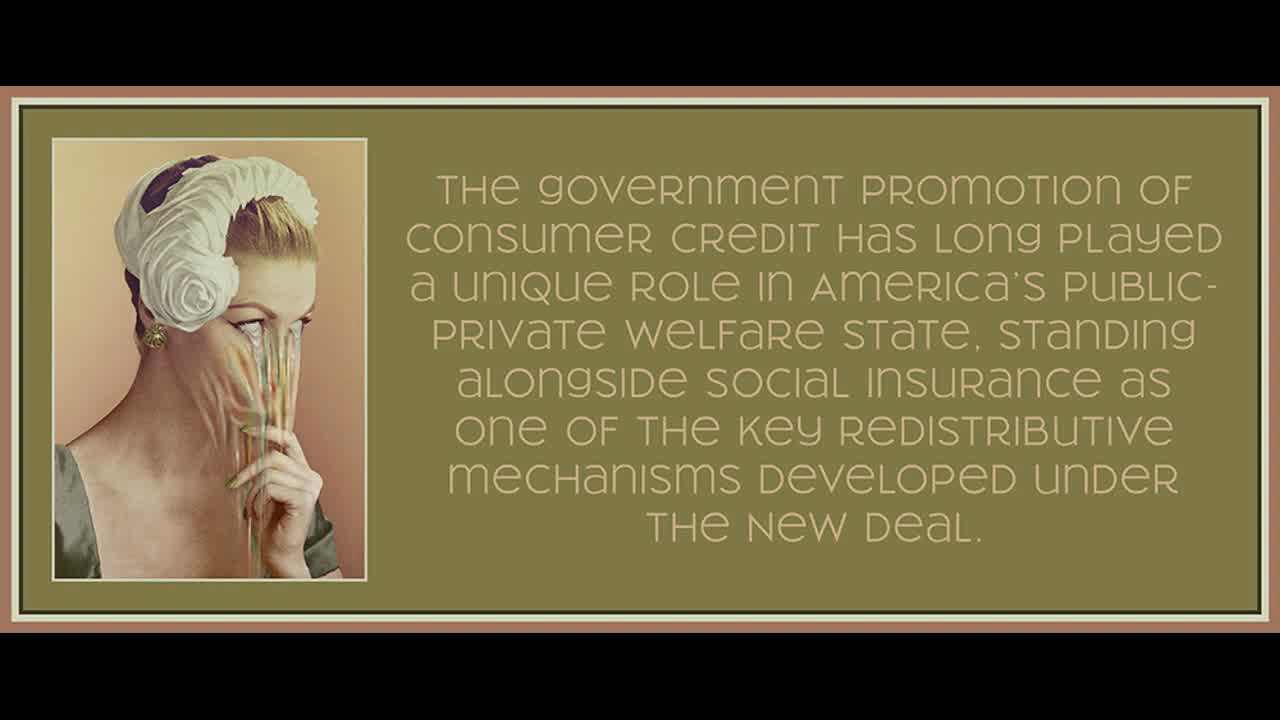 THE GOVERNMENT PROMOTION OF
CONSUMER CREDIT HAS LONG PLAYED
A UNIQUE ROLE IN AMERICA'S PUBLIC-
PRIVATE WELFARE STATE, STANDING
ALONGSIDE SOCIAL INSURANCE AS
ONE OF THE KEY REDISTRIBUTIVE
MECHANISMS DEVELOPED UNDER
THE NEW DEAL.